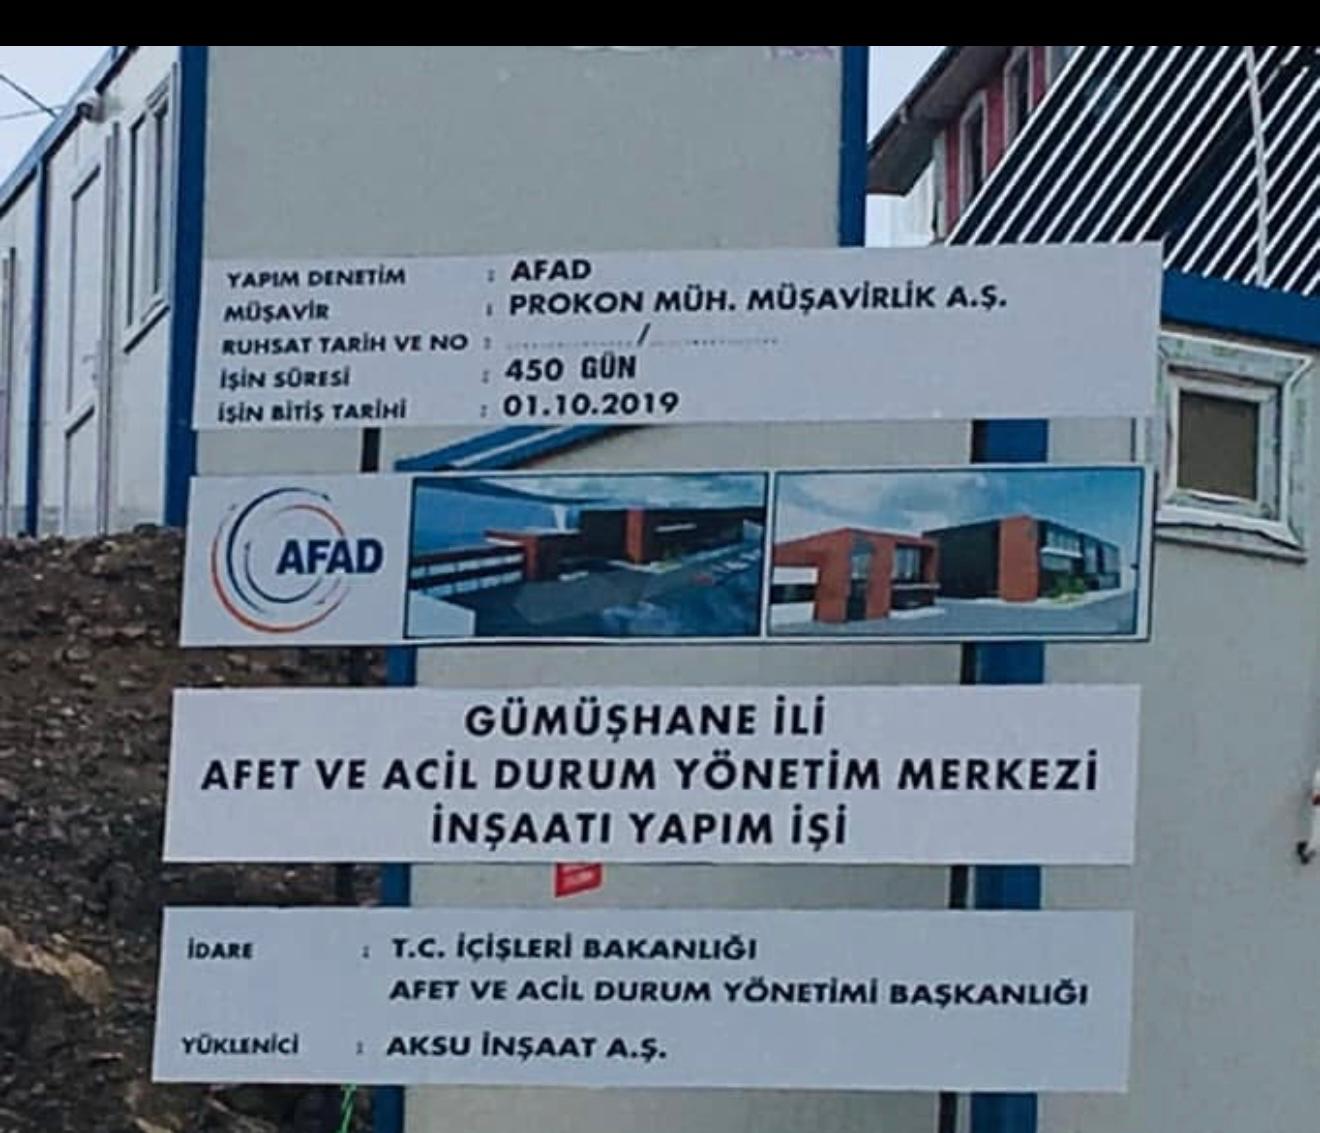 YAPIM DENETİM : AFAD
MÜŞAVİR : PROKON MÜH. MÜŞAVİRLİK A.Ş.
RUHSAT TARİH VE NO : ................/................
İŞİN SÜRESİ : 450 GÜN
İŞİN BİTİŞ TARİHİ : 01.10.2019
AFAD
GÜMÜŞHANE İLİ
AFET VE ACİL DURUM YÖNETİM MERKEZİ
İNŞAATI YAPIM İŞİ
İDARE : T.C. İÇİŞLERİ BAKANLIĞI
AFET VE ACİL DURUM YÖNETİMİ BAŞKANLIĞI
YÜKLENİCİ : AKSU İNŞAAT A.Ş.